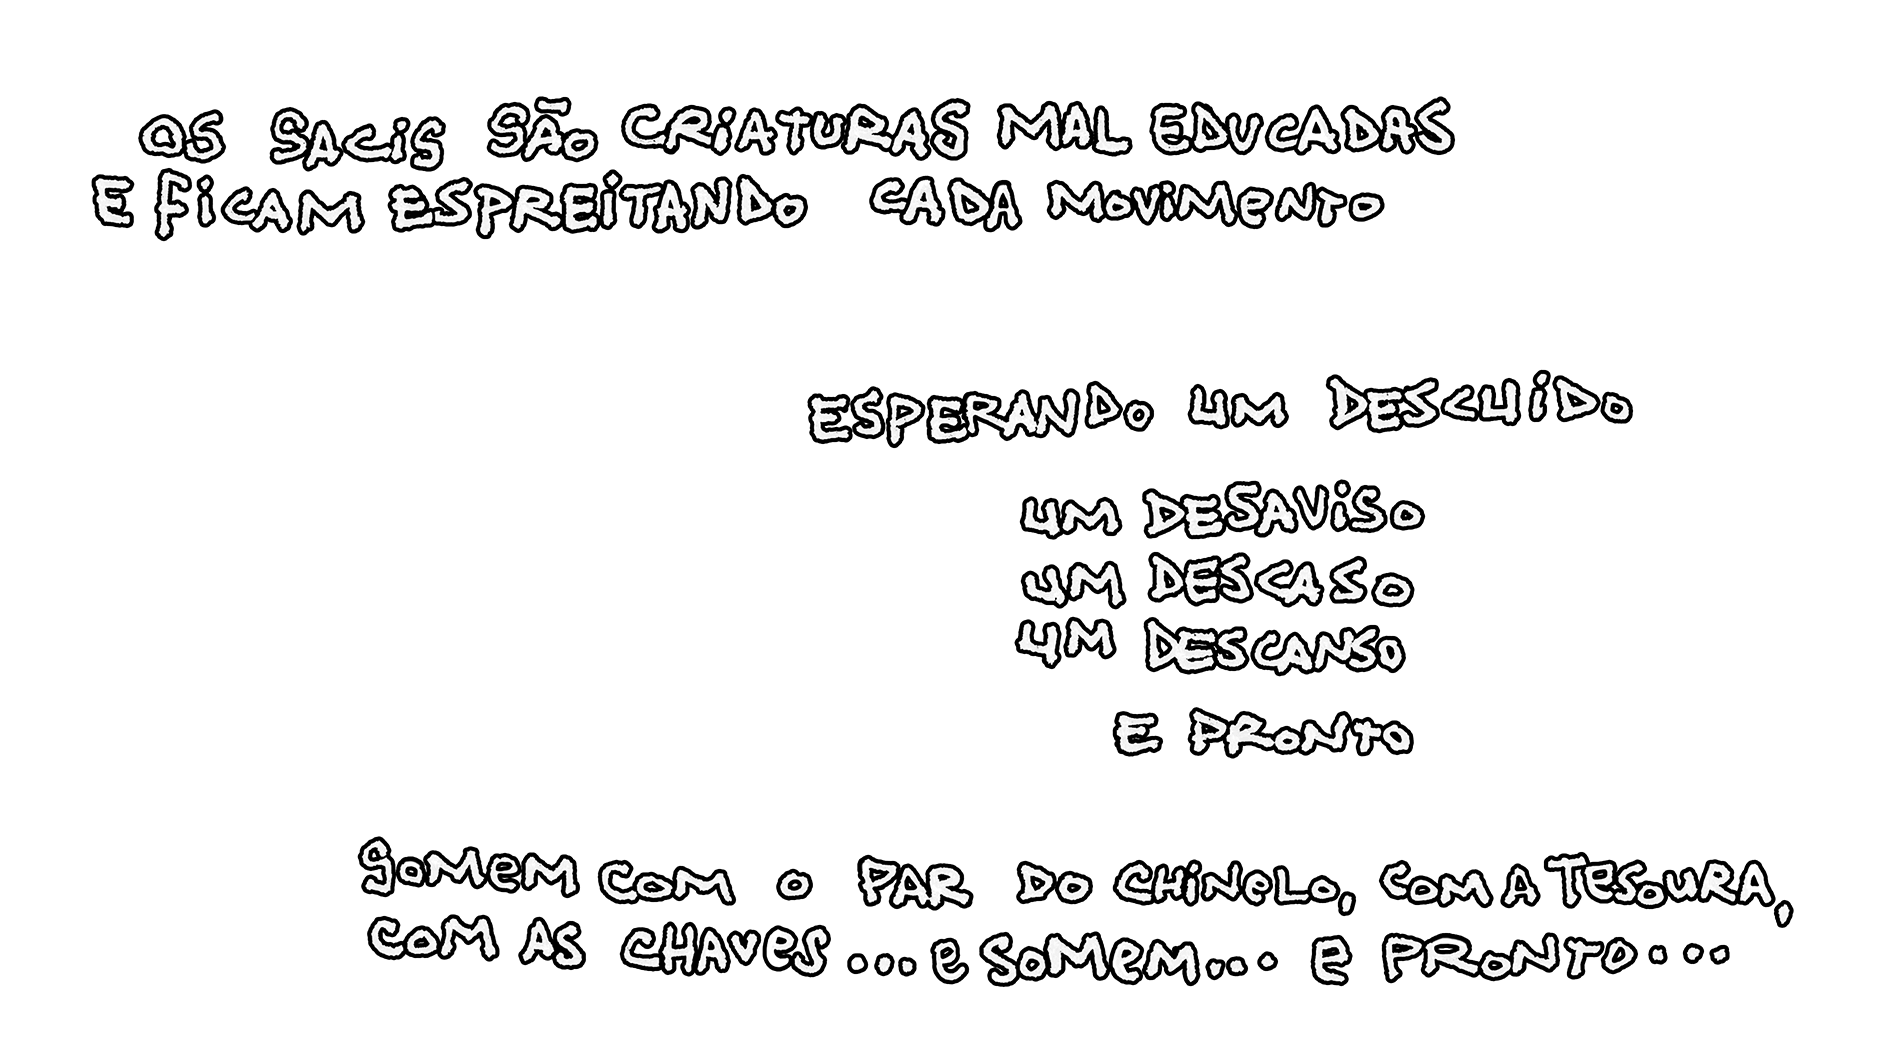 OS SACiS SÃO CRiATURAS MAL EDUCADAS
E FiCAM ESPREiTANDO CADA MOViMeNTO
ESPERANDO UM DESCUiDO
UM DESAViSO
UM DESCASO
UM DESCANSO
E PRONTO
SOMeM COM O PAR DO CHiNeLO, COM A TeSOURA,
COM AS CHAVeS... e SOMeM... E PRONTO...